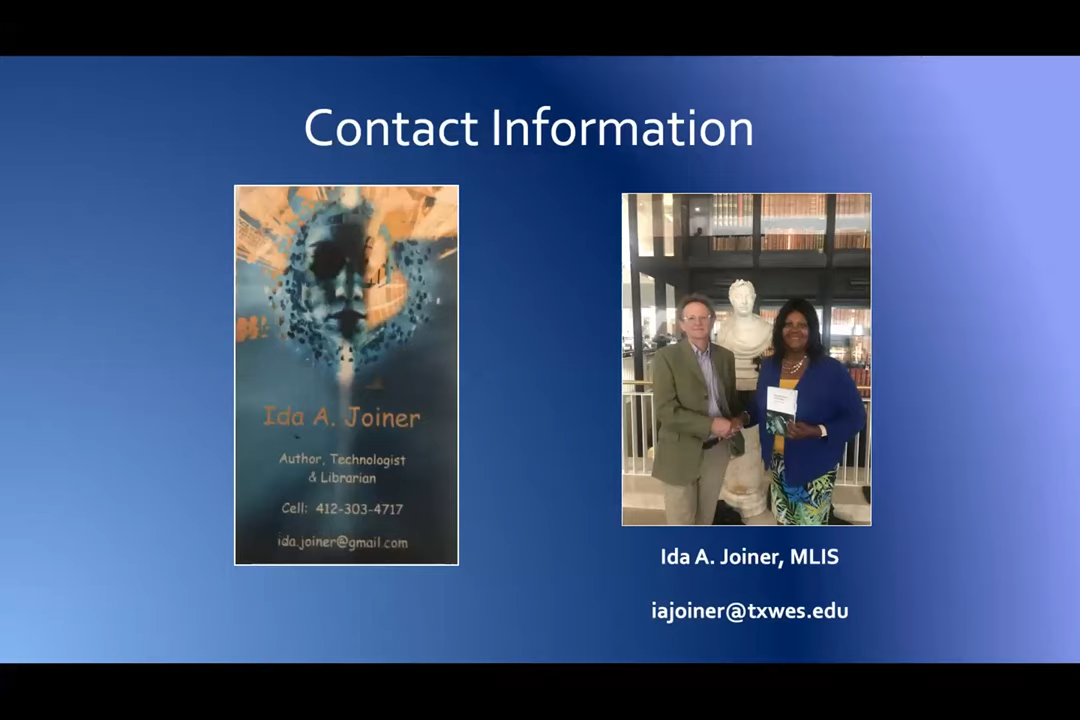 Contact Information
Ida A. Joiner
Author, Technologist
& Librarian
Cell: 412-303-4717
ida.joiner@gmail.com
Ida A. Joiner, MLIS
iajoiner@txwes.edu